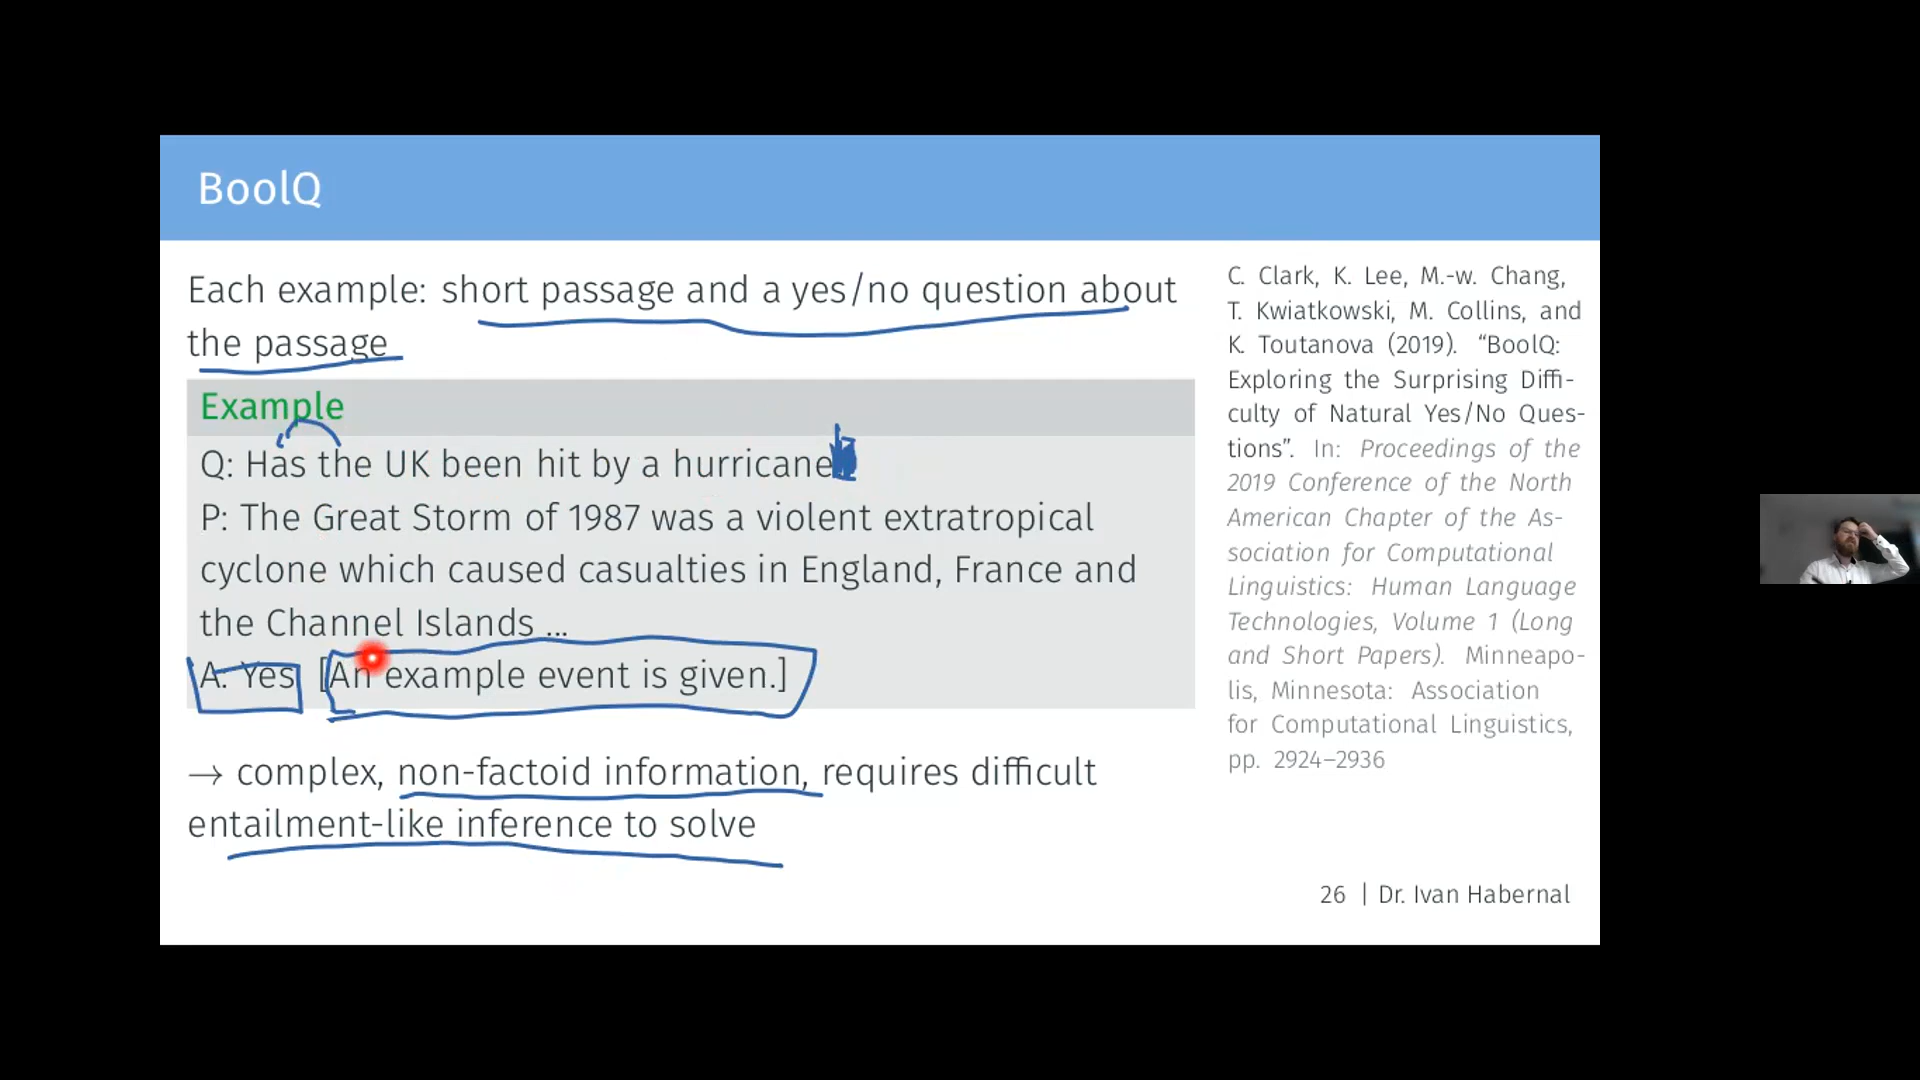 BoolQ
Each example: short passage and a yes/no question about
the passage
Example
Q: Has the UK been hit by a hurricane
P: The Great Storm of 1987 was a violent extratropical
cyclone which caused casualties in England, France and
the Channel Islands ...
A: Yes [An example event is given.]
→ complex, non-factoid information, requires difficult
entailment-like inference to solve
C. Clark, K. Lee, M.-w. Chang,
T. Kwiatkowski, M. Collins, and
K. Toutanova (2019). “BoolQ:
Exploring the Surprising Diffi-
culty of Natural Yes/No Ques-
tions”. In: Proceedings of the
2019 Conference of the North
American Chapter of the As-
sociation for Computational
Linguistics: Human Language
Technologies, Volume 1 (Long
and Short Papers). Minneapo-
lis, Minnesota: Association
for Computational Linguistics,
pp. 2924–2936
26 | Dr. Ivan Habernal